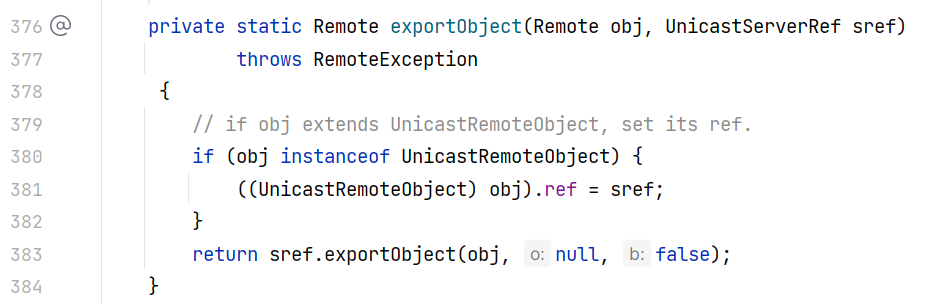 376 @ private static Remote exportObject(Remote obj, UnicastServerRef sref)
377 throws RemoteException
378 {
379 // if obj extends UnicastRemoteObject, set its ref.
380 if (obj instanceof UnicastRemoteObject) {
381 ((UnicastRemoteObject) obj).ref = sref;
382 }
383 return sref.exportObject(obj, o: null, b: false);
384 }